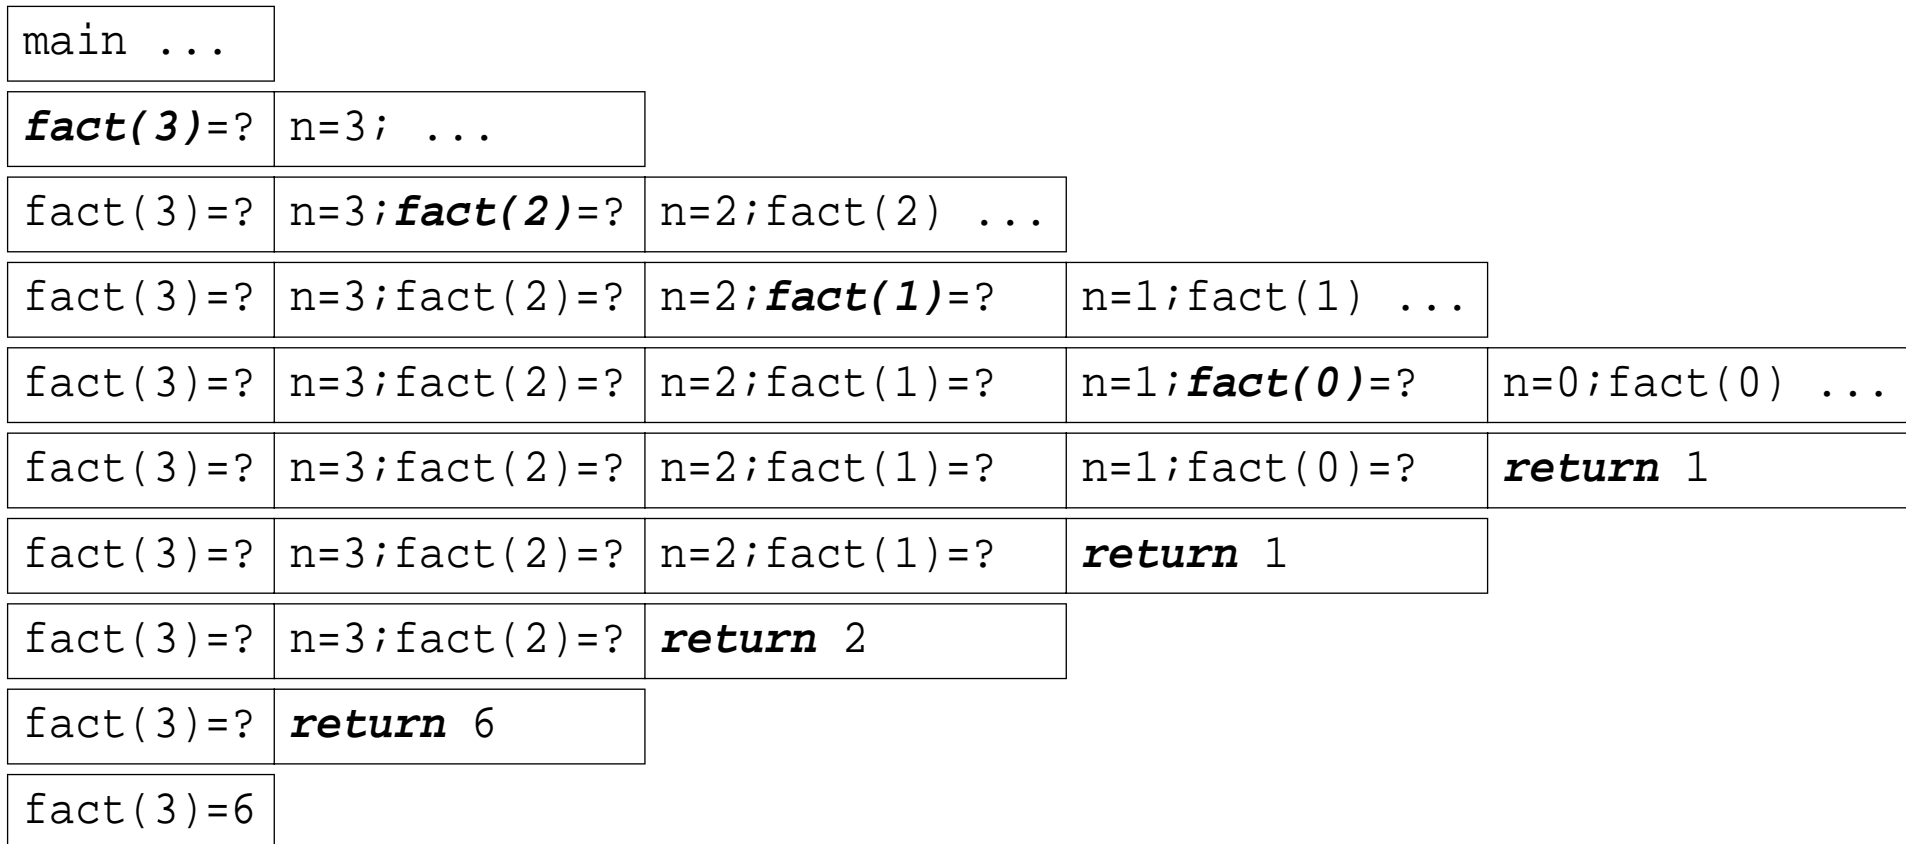 main ...
fact(3)=? n=3; ...
fact(3)=? n=3;fact(2)=? n=2;fact(2) ...
fact(3)=? n=3;fact(2)=? n=2;fact(1)=? n=1;fact(1) ...
fact(3)=? n=3;fact(2)=? n=2;fact(1)=? n=1;fact(0)=? n=0;fact(0) ...
fact(3)=? n=3;fact(2)=? n=2;fact(1)=? n=1;fact(0)=? return 1
fact(3)=? n=3;fact(2)=? n=2;fact(1)=? return 1
fact(3)=? n=3;fact(2)=? return 2
fact(3)=? return 6
fact(3)=6